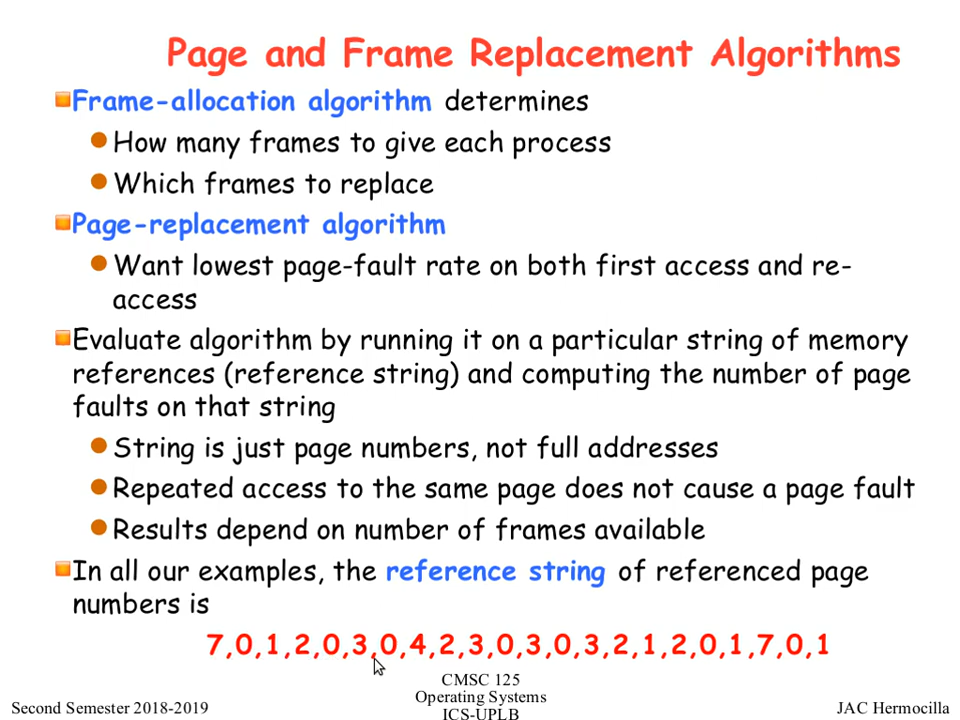 Page and Frame Replacement Algorithms
Frame-allocation algorithm determines
How many frames to give each process
Which frames to replace
Page-replacement algorithm
Want lowest page-fault rate on both first access and re-
access
Evaluate algorithm by running it on a particular string of memory
references (reference string) and computing the number of page
faults on that string
String is just page numbers, not full addresses
Repeated access to the same page does not cause a page fault
Results depend on number of frames available
In all our examples, the reference string of referenced page
numbers is
7,0,1,2,0,3,0,4,2,3,0,3,0,3,2,1,2,0,1,7,0,1
Second Semester 2018-2019
CMSC 125
Operating Systems
ICS-UPLB
JAC Hermocilla